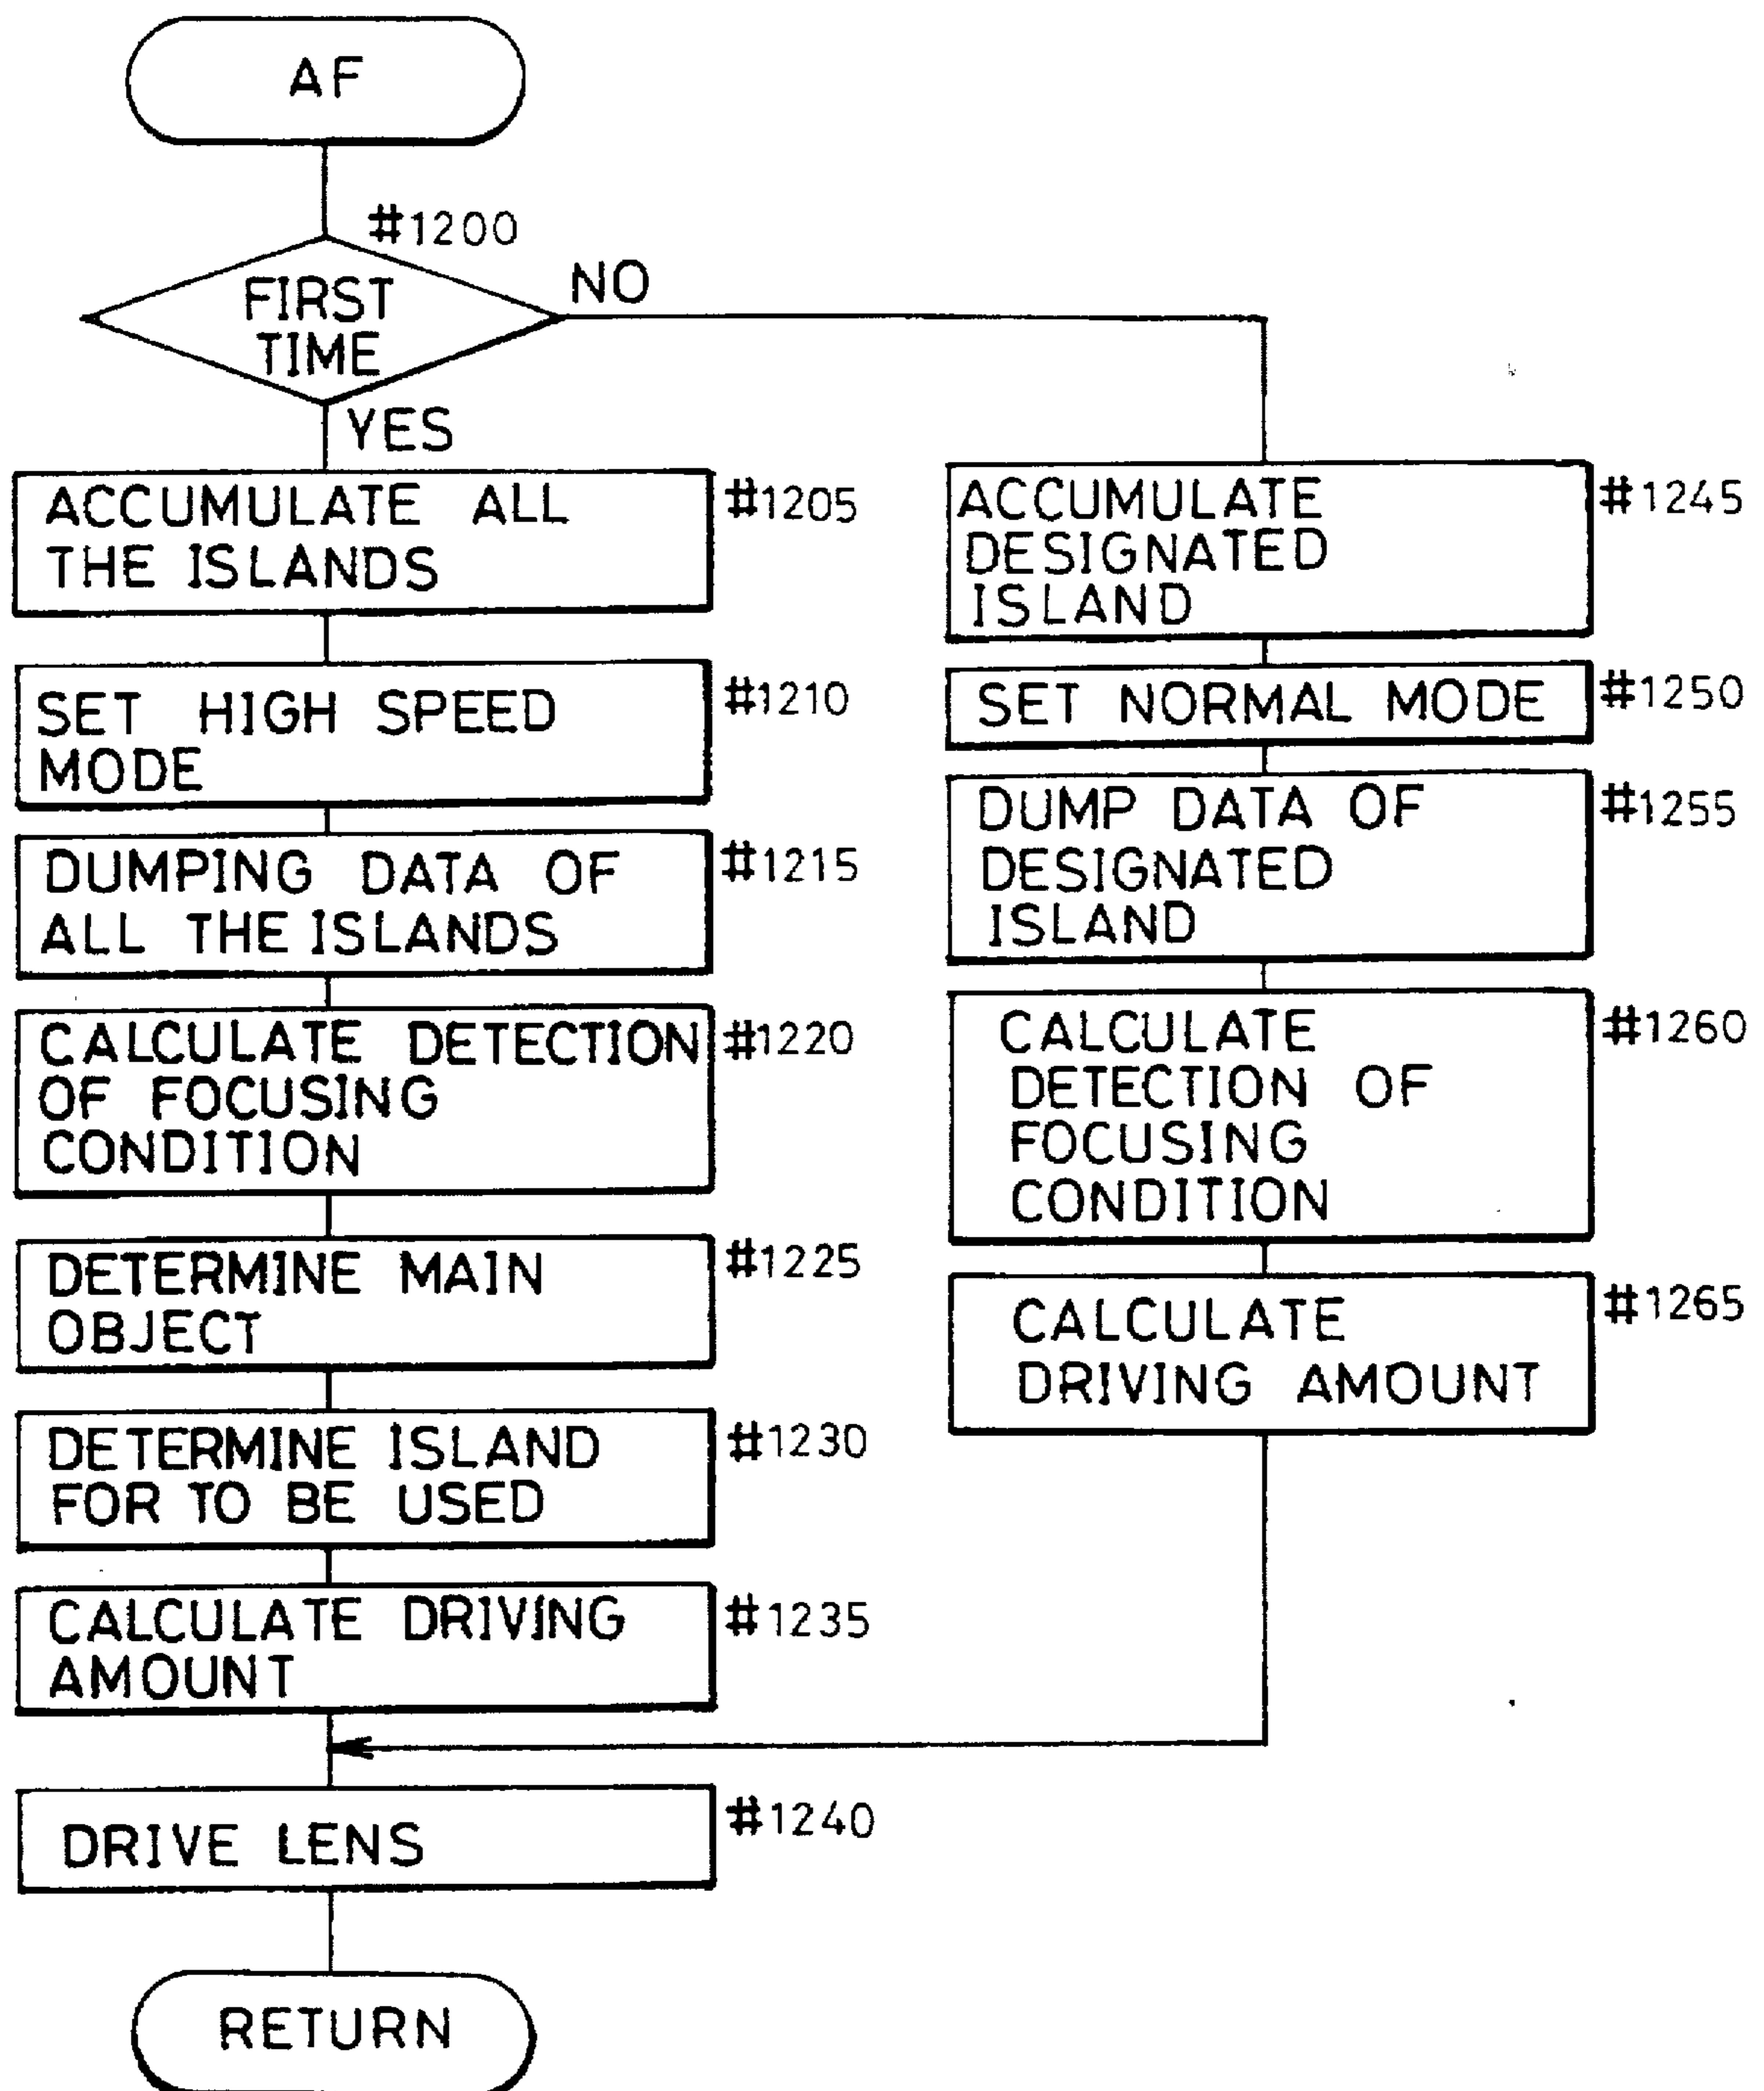 AF
#1200
FIRST
TIME
NO
YES
ACCUMULATE ALL
THE ISLANDS
#1205
SET HIGH SPEED
MODE
#1210
DUMPING DATA OF
ALL THE ISLANDS
#1215
CALCULATE DETECTION
OF FOCUSING
CONDITION
#1220
DETERMINE MAIN
OBJECT
#1225
DETERMINE ISLAND
FOR TO BE USED
#1230
CALCULATE DRIVING
AMOUNT
#1235
ACCUMULATE
DESIGNATED
ISLAND
#1245
SET NORMAL MODE
#1250
DUMP DATA OF
DESIGNATED
ISLAND
#1255
CALCULATE
DETECTION OF
FOCUSING
CONDITION
#1260
CALCULATE
DRIVING AMOUNT
#1265
DRIVE LENS
#1240
RETURN